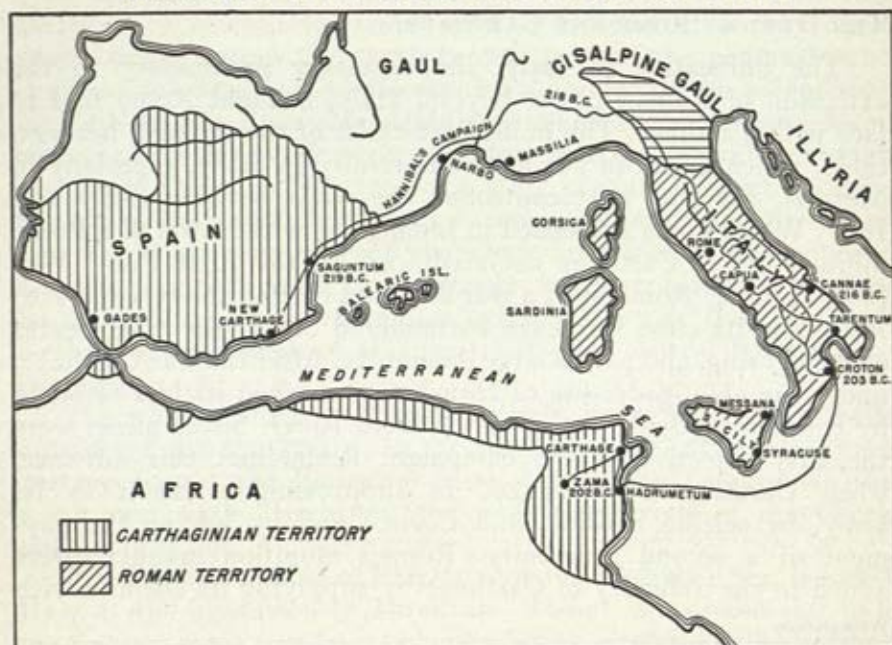 GAUL
CISALPINE GAUL
ILLYRIA
218 B.C.
HANNIBAL'S CAMPAIGN
NARBO
MASSILIA
SPAIN
CORSICA
ITALY
ROME
CAPUA
CANNAE
216 B.C.
SAGUNTUM
219 B.C.
BALEARIC ISL.
NEW
CARTHAGE
GADES
SARDINIA
TARENTUM
CROTON
203 B.C.
MEDITERRANEAN
SEA
MESSANA
SICILY
SYRACUSE
CARTHAGE
ZAMA
202 B.C.
HADRUMETUM
AFRICA
CARTHAGINIAN TERRITORY
ROMAN TERRITORY